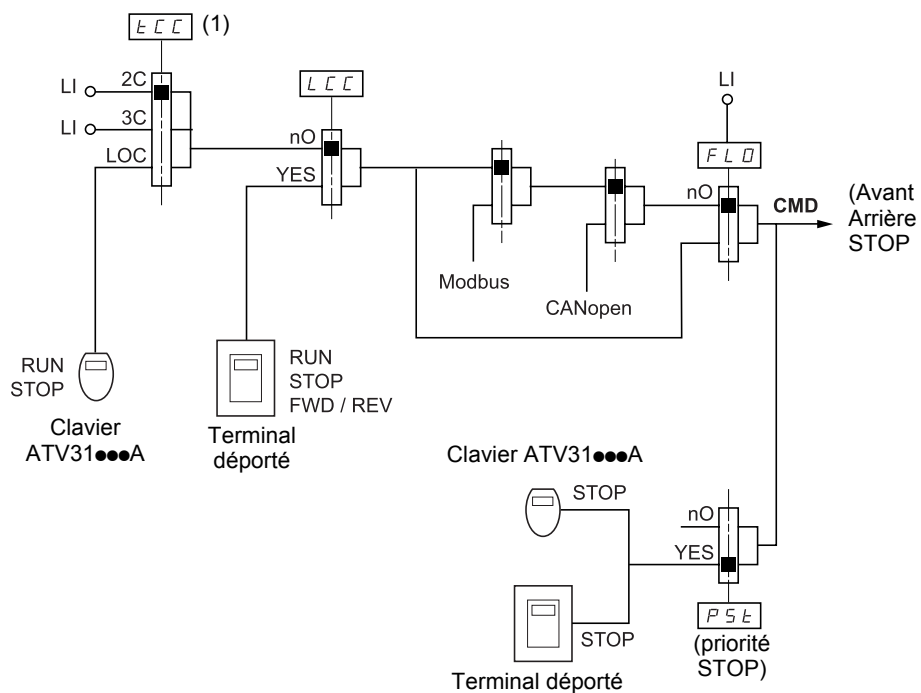 tCC (1)
LI 2C
LI 3C
LOC
LCC
nO
YES
LI
FLO
nO
CMD
(Avant
Arrière
STOP
Modbus
CANopen
RUN
STOP
Clavier
ATV31●●●A
RUN
STOP
FWD / REV
Terminal
déporté
Clavier ATV31●●●A
STOP
nO
YES
STOP
PSt
(priorité
STOP)
Terminal déporté